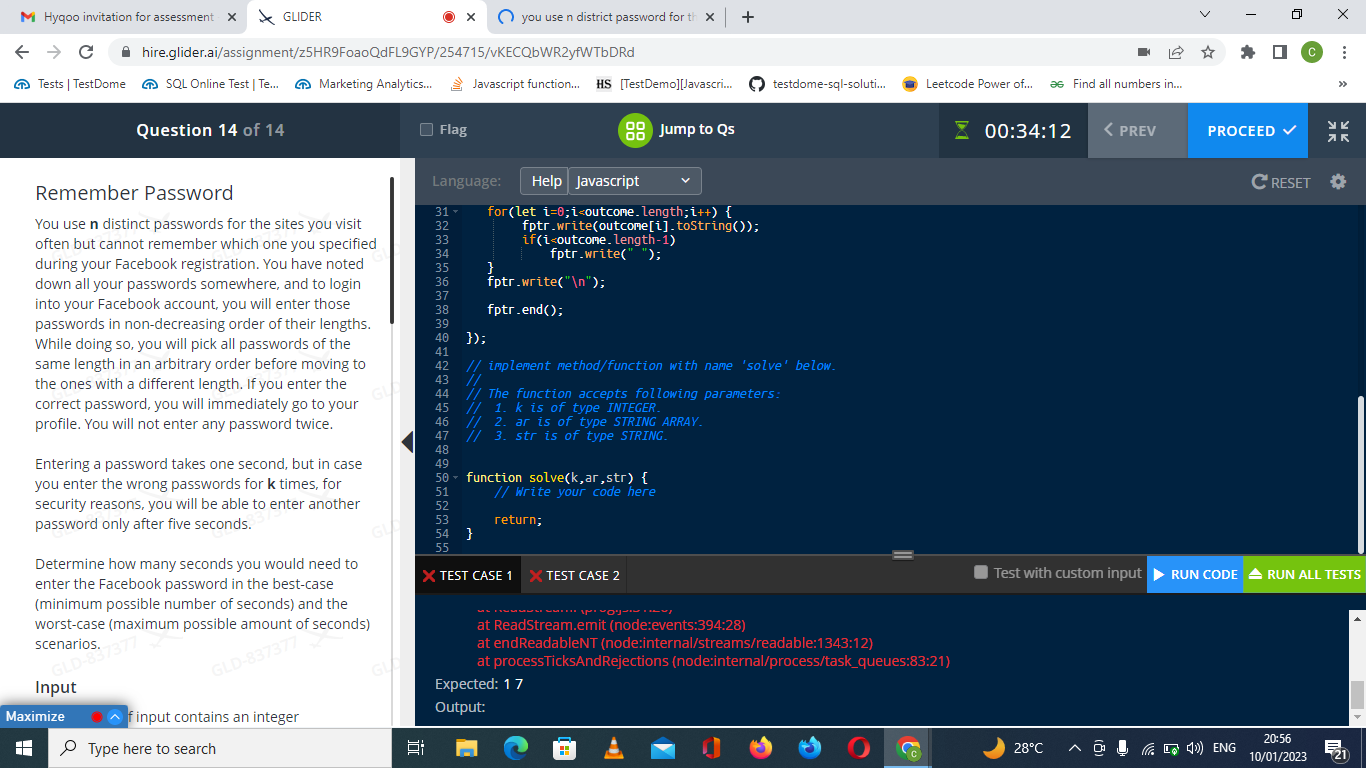 Hyqoo invitation for assessment
GLIDER
you use n district password for th
hire.glider.ai/assignment/z5HR9FoaoQdFL9GYP/254715/vKECQbWR2yfWTbDRd
C
Tests | TestDome
SQL Online Test | Te...
Marketing Analytics...
Javascript function...
HS [TestDemo][Javascri...
testdome-sql-soluti...
Leetcode Power of...
Find all numbers in...
»
Question 14 of 14
Flag
Jump to Qs
00:34:12
PREV
PROCEED
Remember Password
You use n distinct passwords for the sites you visit
often but cannot remember which one you specified
during your Facebook registration. You have noted
down all your passwords somewhere, and to login
into your Facebook account, you will enter those
passwords in non-decreasing order of their lengths.
While doing so, you will pick all passwords of the
same length in an arbitrary order before moving to
the ones with a different length. If you enter the
correct password, you will immediately go to your
profile. You will not enter any password twice.
Entering a password takes one second, but in case
you enter the wrong passwords for k times, for
security reasons, you will be able to enter another
password only after five seconds.
Determine how many seconds you would need to
enter the Facebook password in the best-case
(minimum possible number of seconds) and the
worst-case (maximum possible amount of seconds)
scenarios.
GLD-837377 GLD-837377
Input
f input contains an integer
Maximize
Language:
Help
Javascript
RESET
31 for(let i=0;i<outcome.length;i++) {
32 fptr.write(outcome[i].toString());
33 if(i<outcome.length-1)
34 fptr.write(" ");
35 }
36 fptr.write("\n");
37
38 fptr.end();
39
40 });
41
42 // implement method/function with name 'solve' below.
43 //
44 // The function accepts following parameters:
45 // 1. k is of type INTEGER.
46 // 2. ar is of type STRING ARRAY.
47 // 3. str is of type STRING.
48
49
50 function solve(k,ar,str) {
51 // Write your code here
52
53 return;
54 }
55
TEST CASE 1
TEST CASE 2
Test with custom input
RUN CODE
RUN ALL TESTS
at ReadStream.emit (node:events:394:28)
at endReadableNT (node:internal/streams/readable:1343:12)
at processTicksAndRejections (node:internal/process/task_queues:83:21)
Expected: 1 7
Output:
Type here to search
28°C
ENG
20:56
10/01/2023
21